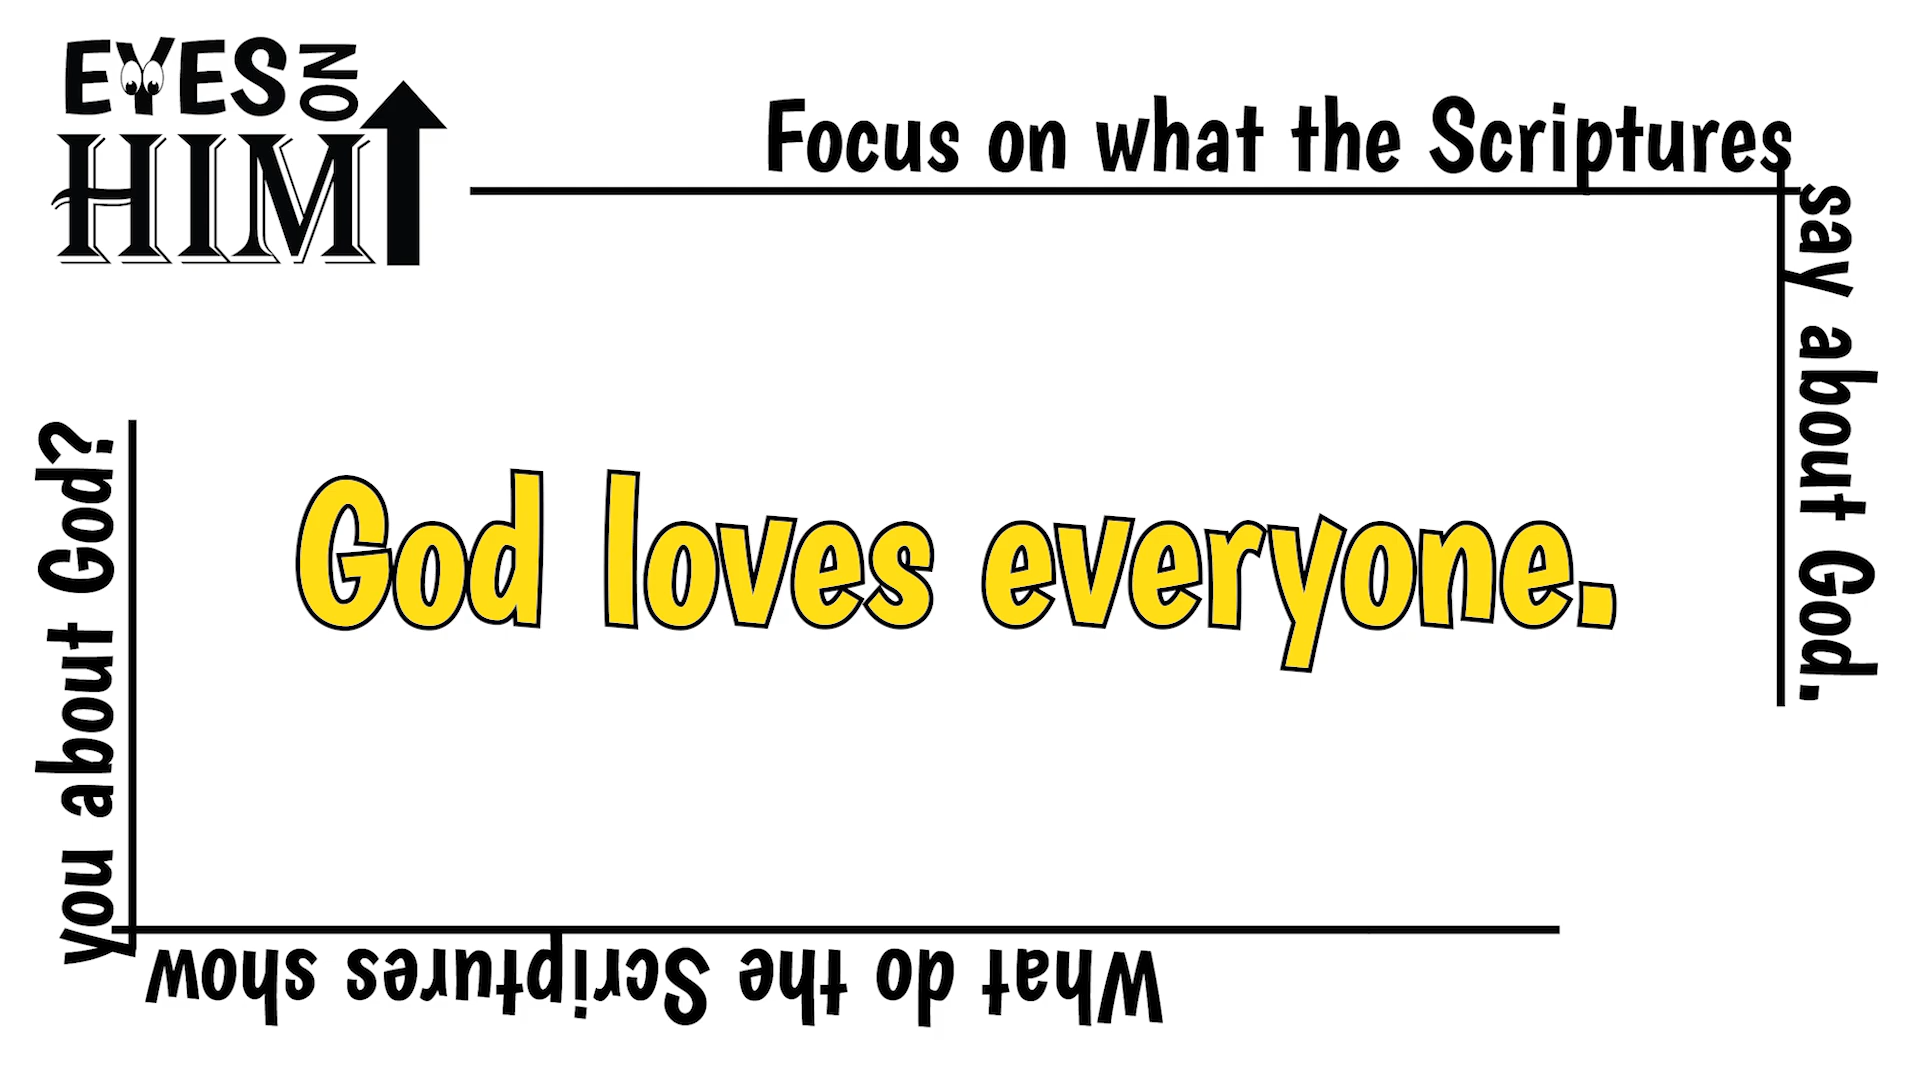 EYES ON
HIM
Focus on what the Scriptures
say about God.
God loves everyone.
What do the Scriptures show
you about God?